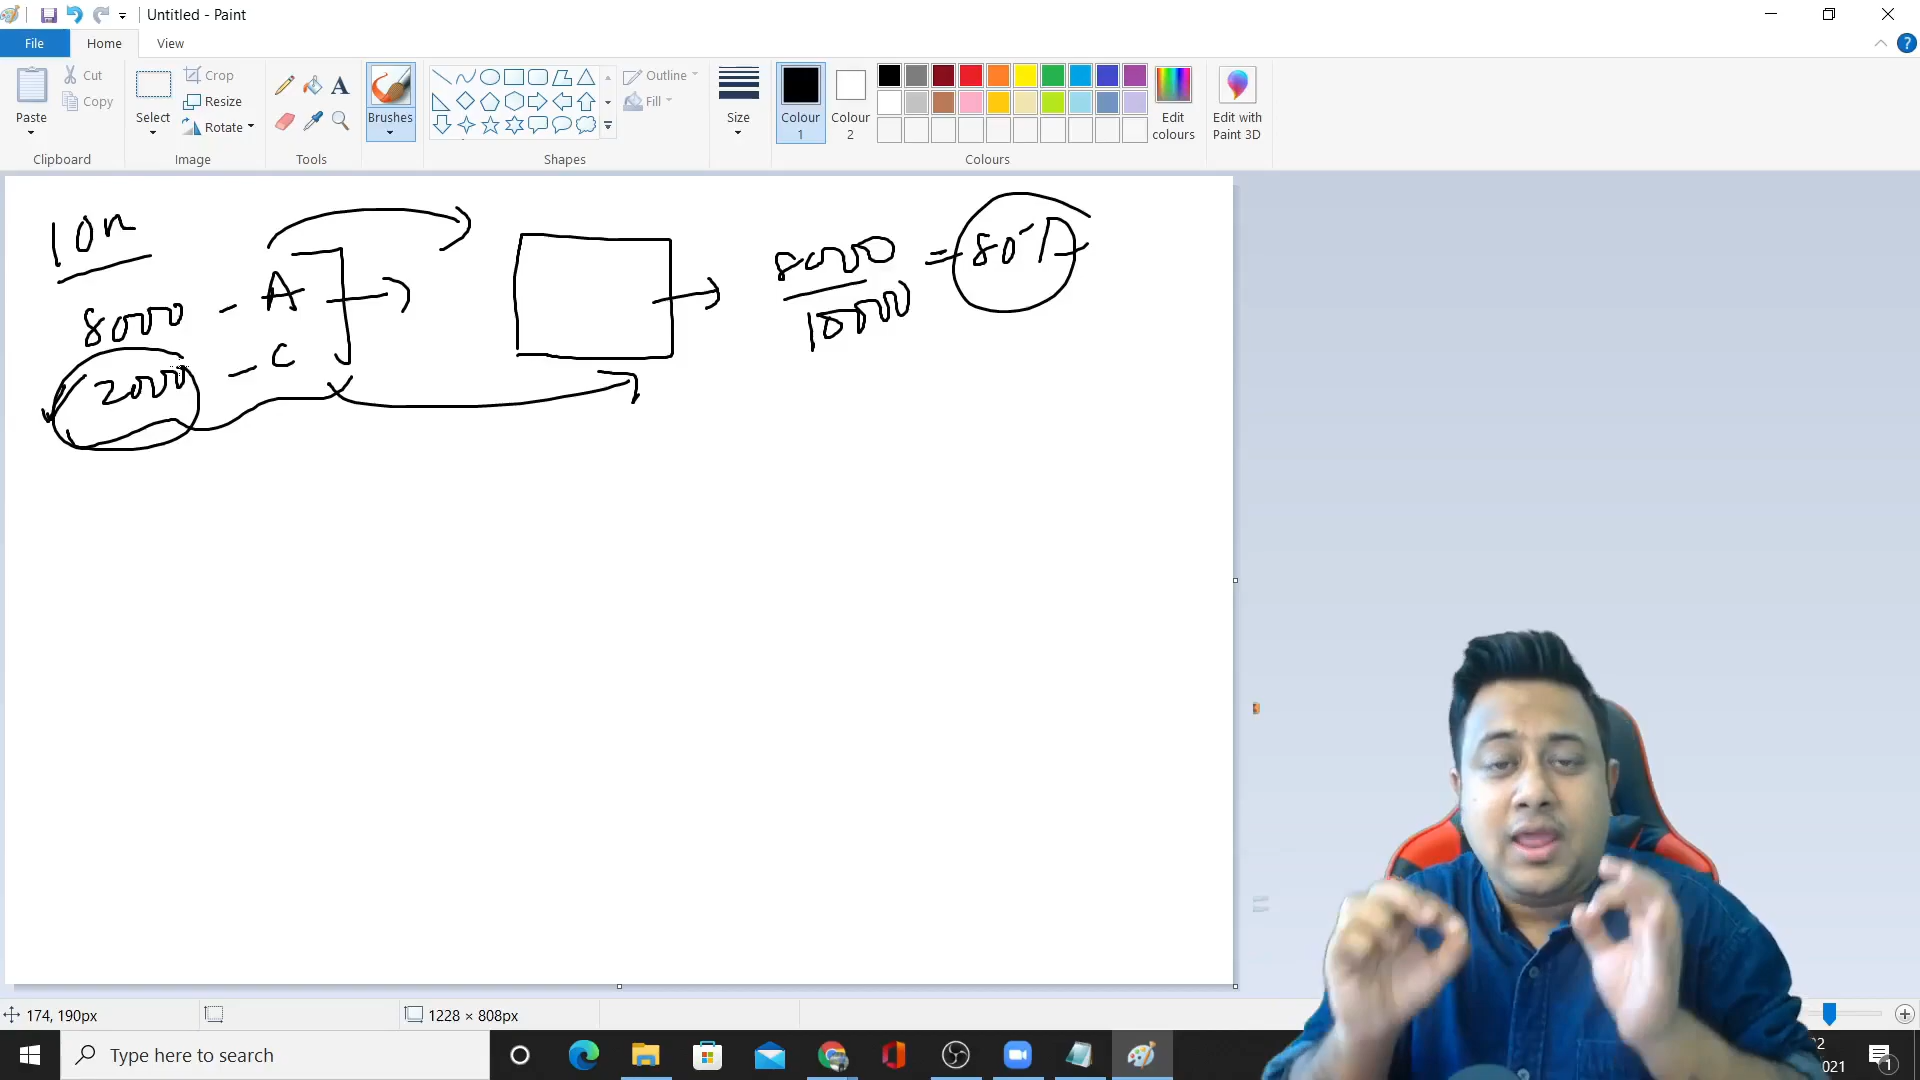 Untitled - Paint
File Home View
Cut
Copy
Paste
Clipboard
Crop
Resize
Rotate
Select
Image
Tools
Brushes
Outline
Fill
Shapes
Size
Colour 1
Colour 2
Edit colours
Colours
Edit with Paint 3D
8000 - A
2000 - C
8000
10000
= 80%
174, 190px
1228 × 808px
Type here to search
1